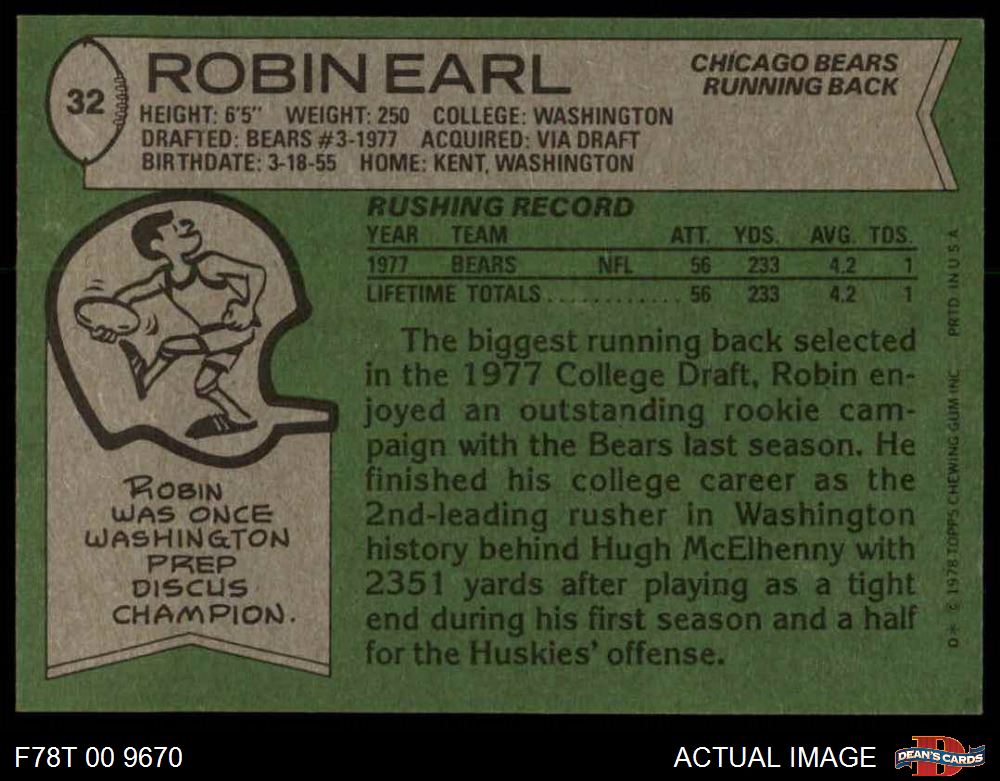 32
ROBIN EARL
CHICAGO BEARS
RUNNING BACK
HEIGHT: 6'5" WEIGHT: 250 COLLEGE: WASHINGTON
DRAFTED: BEARS #3-1977 ACQUIRED: VIA DRAFT
BIRTHDATE: 3-18-55 HOME: KENT, WASHINGTON
RUSHING RECORD
YEAR TEAM ATT. YDS. AVG. TDS.
1977 BEARS NFL 56 233 4.2 1
LIFETIME TOTALS............ 56 233 4.2 1
The biggest running back selected
in the 1977 College Draft, Robin en-
joyed an outstanding rookie cam-
paign with the Bears last season. He
finished his college career as the
2nd-leading rusher in Washington
history behind Hugh McElhenny with
2351 yards after playing as a tight
end during his first season and a half
for the Huskies' offense.
ROBIN
WAS ONCE
WASHINGTON
PREP
DISCUS
CHAMPION.
D* © 1978 TOPPS CHEWING GUM INC. PRTD. IN U.S.A.
F78T 00 9670
ACTUAL IMAGE
D
DEAN'S CARDS